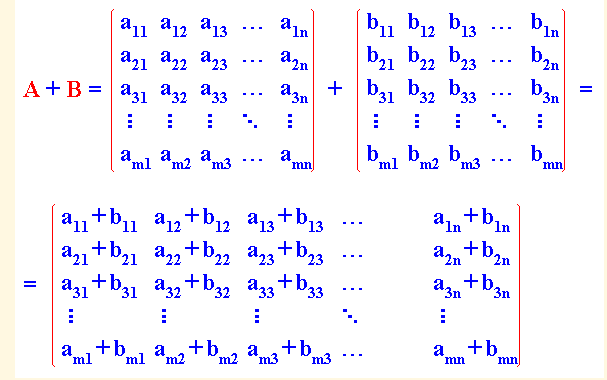 a₁₁ a₁₂ a₁₃ … a₁ₙ b₁₁ b₁₂ b₁₃ … b₁ₙ
a₂₁ a₂₂ a₂₃ … a₂ₙ b₂₁ b₂₂ b₂₃ … b₂ₙ
A + B = a₃₁ a₃₂ a₃₃ … a₃ₙ + b₃₁ b₃₂ b₃₃ … b₃ₙ =
⋮ ⋮ ⋮ ⋱ ⋮ ⋮ ⋮ ⋮ ⋱ ⋮
aₘ₁ aₘ₂ aₘ₃ … aₘₙ bₘ₁ bₘ₂ bₘ₃ … bₘₙ
a₁₁+b₁₁ a₁₂+b₁₂ a₁₃+b₁₃ … a₁ₙ+b₁ₙ
a₂₁+b₂₁ a₂₂+b₂₂ a₂₃+b₂₃ … a₂ₙ+b₂ₙ
= a₃₁+b₃₁ a₃₂+b₃₂ a₃₃+b₃₃ … a₃ₙ+b₃ₙ
⋮ ⋮ ⋮ ⋱ ⋮
aₘ₁+bₘ₁ aₘ₂+bₘ₂ aₘ₃+bₘ₃ … aₘₙ+bₘₙ